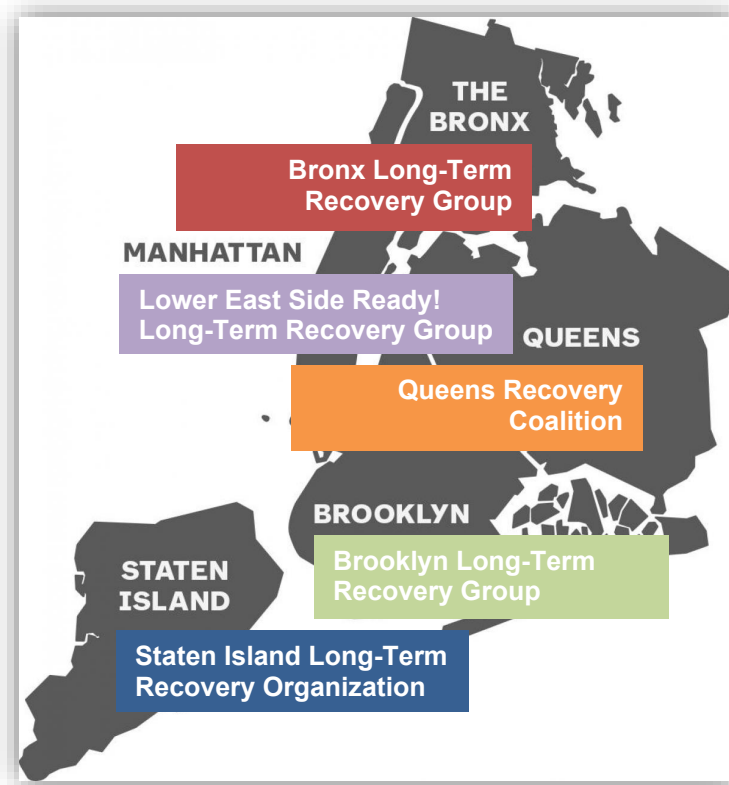 THE
BRONX
Bronx Long-Term
Recovery Group
MANHATTAN
Lower East Side Ready!
Long-Term Recovery Group
QUEENS
Queens Recovery
Coalition
BROOKLYN
Brooklyn Long-Term
Recovery Group
STATEN
ISLAND
Staten Island Long-Term
Recovery Organization